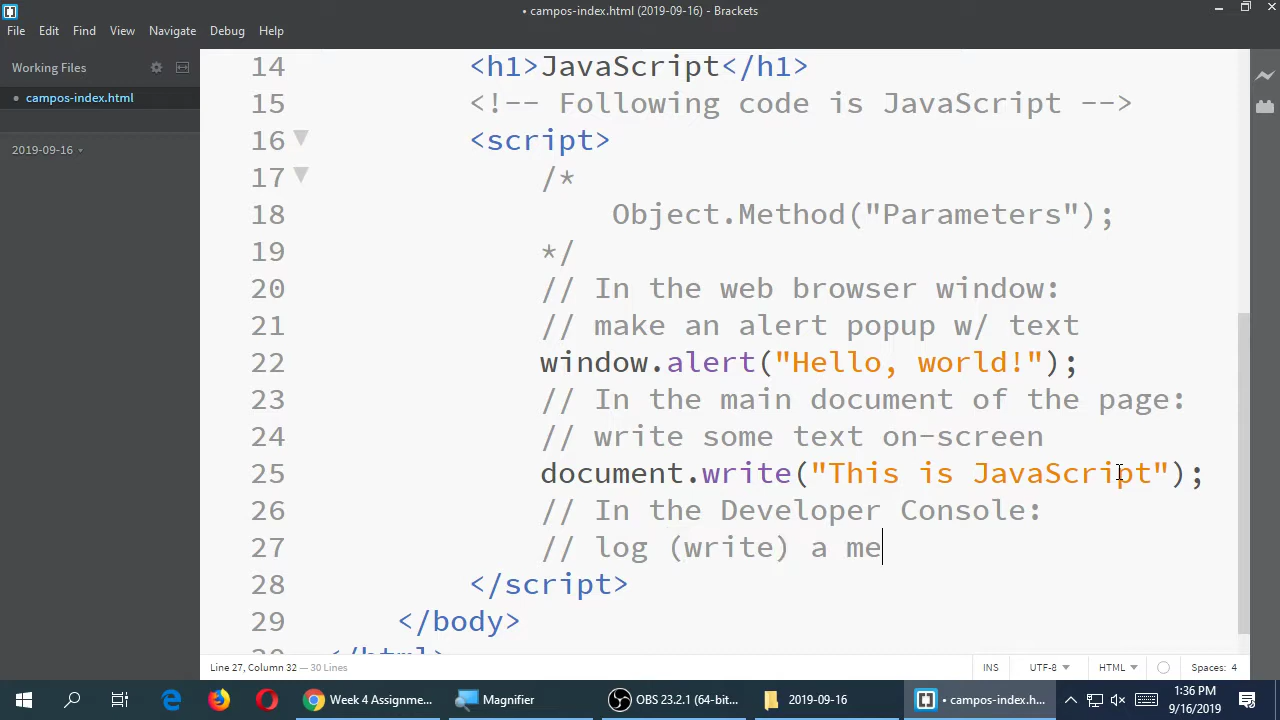 • campos-index.html (2019-09-16) - Brackets
File Edit Find View Navigate Debug Help
Working Files
• campos-index.html
2019-09-16
14 <h1>JavaScript</h1>
15 <!-- Following code is JavaScript -->
16 <script>
17 /*
18 Object.Method("Parameters");
19 */
20 // In the web browser window:
21 // make an alert popup w/ text
22 window.alert("Hello, world!");
23 // In the main document of the page:
24 // write some text on-screen
25 document.write("This is JavaScript");
26 // In the Developer Console:
27 // log (write) a me
28 </script>
29 </body>
30 </html>
Line 27, Column 32 — 30 Lines
INS UTF-8 HTML Spaces: 4
Week 4 Assignme... Magnifier OBS 23.2.1 (64-bit... 2019-09-16 • campos-index.h...
1:36 PM
9/16/2019